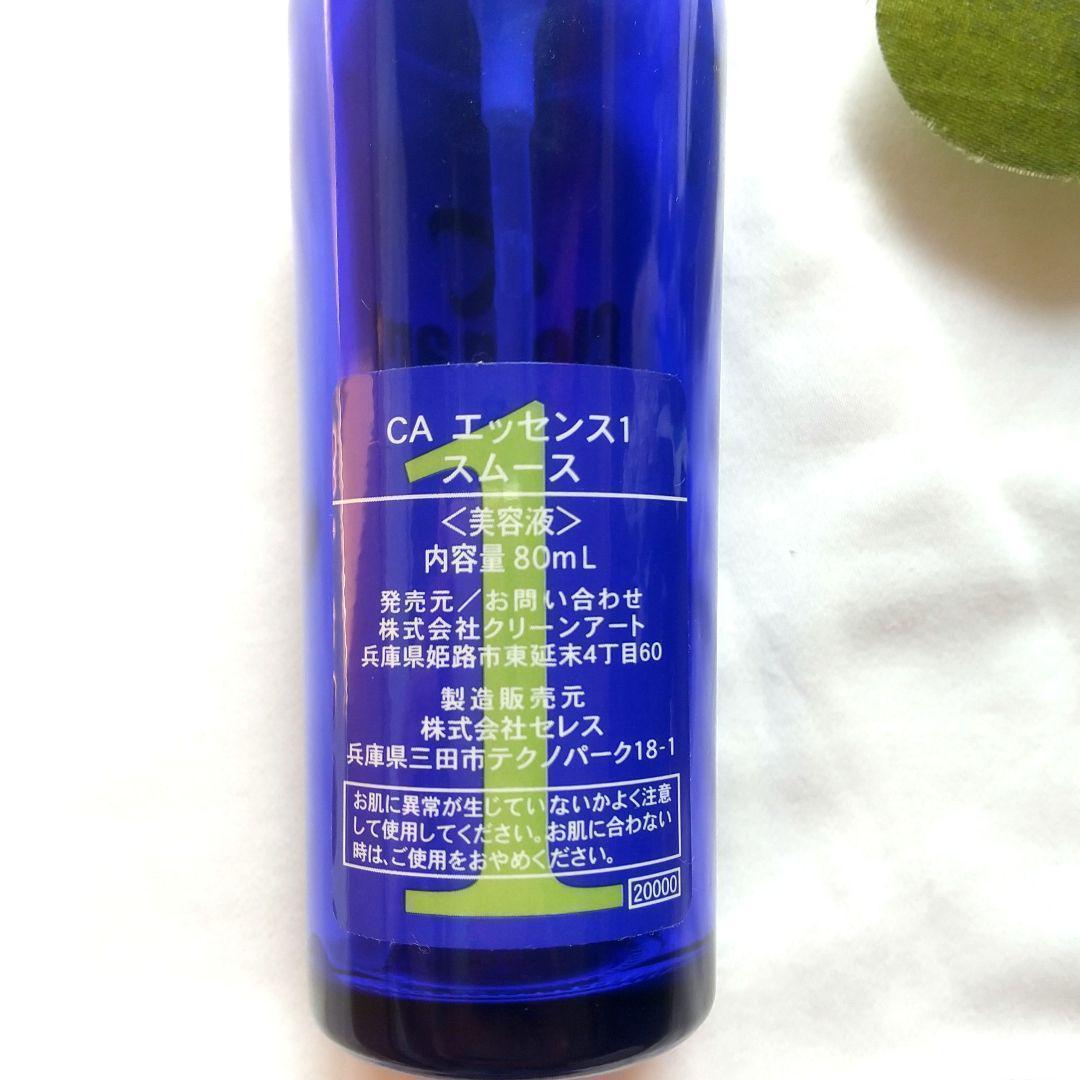 CA エッセンス1
スムース
＜美容液＞
内容量 80mL
発売元／お問い合わせ
株式会社クリーンアート
兵庫県姫路市東延末4丁目60
製造販売元
株式会社セレス
兵庫県三田市テクノパーク18-1
お肌に異常が生じていないかよく注意
して使用してください。お肌に合わない
時は、ご使用をおやめください。
20000
1